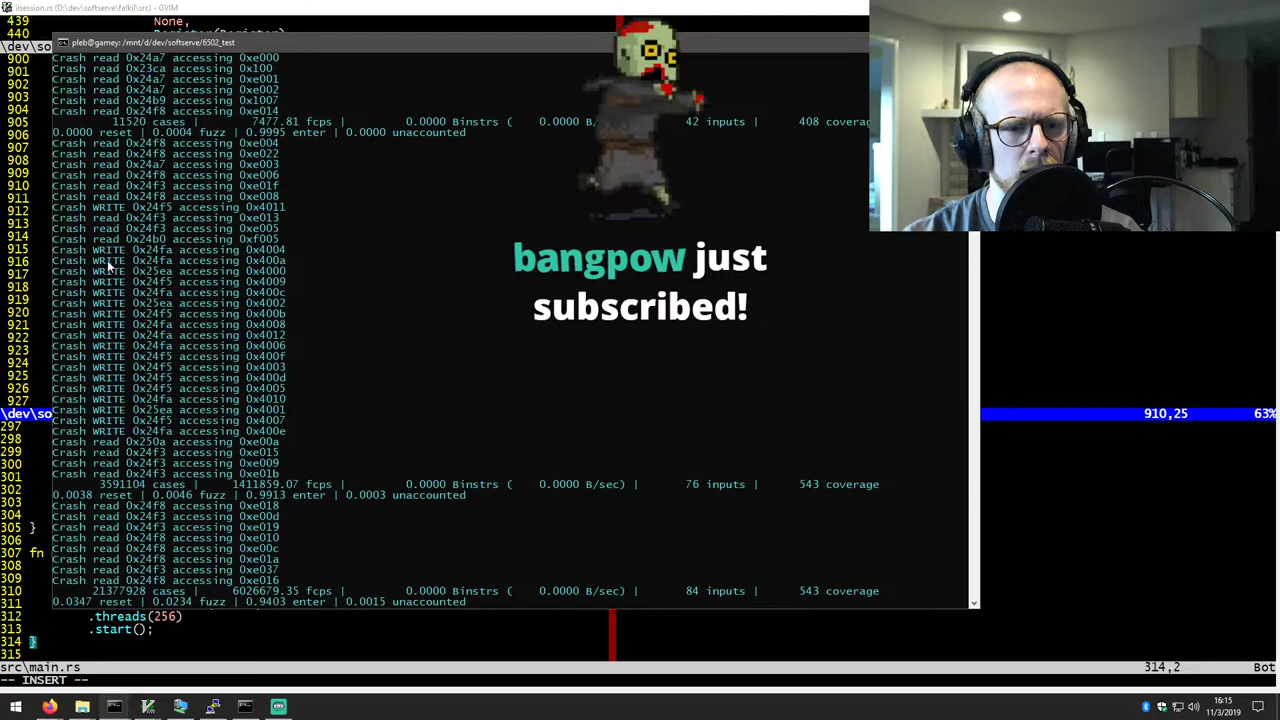 ilsession.rs (D:\dev\softserve\falkil\src) - GVIM
439 None,
440 Register(Register),
\dev\so
pleb@gamey: /mnt/d/dev/softserve/6502_test
900 Crash read 0x24a7 accessing 0xe000
901 Crash read 0x23ca accessing 0x100
902 Crash read 0x24a7 accessing 0xe001
903 Crash read 0x24a7 accessing 0xe002
904 Crash read 0x24b9 accessing 0x1007
Crash read 0x24f8 accessing 0xe014
905 11520 cases | 7477.81 fcps | 0.0000 Binstrs ( 0.0000 B/ 42 inputs | 408 coverage
906 0.0000 reset | 0.0004 fuzz | 0.9995 enter | 0.0000 unaccounted
907 Crash read 0x24f8 accessing 0xe004
Crash read 0x24f8 accessing 0xe022
908 Crash read 0x24a7 accessing 0xe003
909 Crash read 0x24f8 accessing 0xe006
910 Crash read 0x24f3 accessing 0xe01f
911 Crash read 0x24f8 accessing 0xe008
912 Crash WRITE 0x24f5 accessing 0x4011
Crash read 0x24f3 accessing 0xe013
913 Crash read 0x24f3 accessing 0xe005
914 Crash read 0x24b0 accessing 0xf005
915 Crash WRITE 0x24fa accessing 0x4004
916 Crash WRITE 0x24fa accessing 0x400a
917 Crash WRITE 0x25ea accessing 0x4000
918 Crash WRITE 0x24f5 accessing 0x4009
Crash WRITE 0x24fa accessing 0x400c
919 Crash WRITE 0x25ea accessing 0x4002
920 Crash WRITE 0x24f5 accessing 0x400b
921 Crash WRITE 0x24fa accessing 0x4008
922 Crash WRITE 0x24fa accessing 0x4012
Crash WRITE 0x24fa accessing 0x4006
923 Crash WRITE 0x24f5 accessing 0x400f
924 Crash WRITE 0x24f5 accessing 0x4003
925 Crash WRITE 0x24f5 accessing 0x400d
926 Crash WRITE 0x24f5 accessing 0x4005
927 Crash WRITE 0x24fa accessing 0x4010
\dev\so Crash WRITE 0x25ea accessing 0x4001 910,25 63%
297 Crash WRITE 0x24f5 accessing 0x4007
Crash WRITE 0x24fa accessing 0x400e
298 Crash read 0x250a accessing 0xe00a
299 Crash read 0x24f3 accessing 0xe015
300 Crash read 0x24f3 accessing 0xe009
301 Crash read 0x24f3 accessing 0xe01b
302 3591104 cases | 1411859.07 fcps | 0.0000 Binstrs ( 0.0000 B/sec) | 76 inputs | 543 coverage
0.0038 reset | 0.0046 fuzz | 0.9913 enter | 0.0003 unaccounted
303 Crash read 0x24f8 accessing 0xe018
304 Crash read 0x24f3 accessing 0xe00d
305 } Crash read 0x24f3 accessing 0xe019
306 Crash read 0x24f8 accessing 0xe010
307 fn Crash read 0x24f8 accessing 0xe00c
308 Crash read 0x24f8 accessing 0xe01a
Crash read 0x24f3 accessing 0xe037
309 Crash read 0x24f8 accessing 0xe016
310 21377928 cases | 6026679.35 fcps | 0.0000 Binstrs ( 0.0000 B/sec) | 84 inputs | 543 coverage
311 0.0347 reset | 0.0234 fuzz | 0.9403 enter | 0.0015 unaccounted
312 .threads(256)
313 .start();
314 }
315
src\main.rs 314,2 Bot
-- INSERT --
bangpow just
subscribed!
16:15
11/3/2019